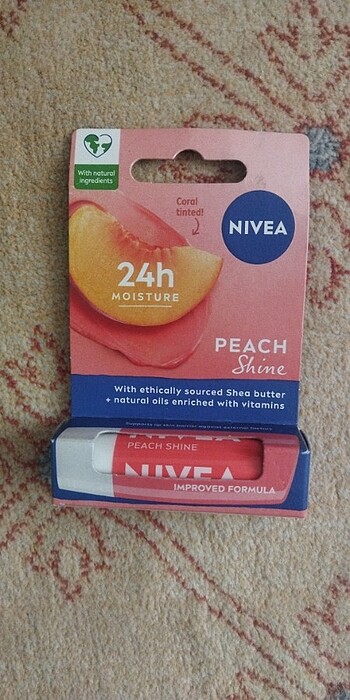 With natural
ingredients
Coral
tinted!
NIVEA
24h
MOISTURE
PEACH
Shine
With ethically sourced Shea butter
+ natural oils enriched with vitamins
NIVEA
PEACH SHINE
NIVEA
IMPROVED FORMULA